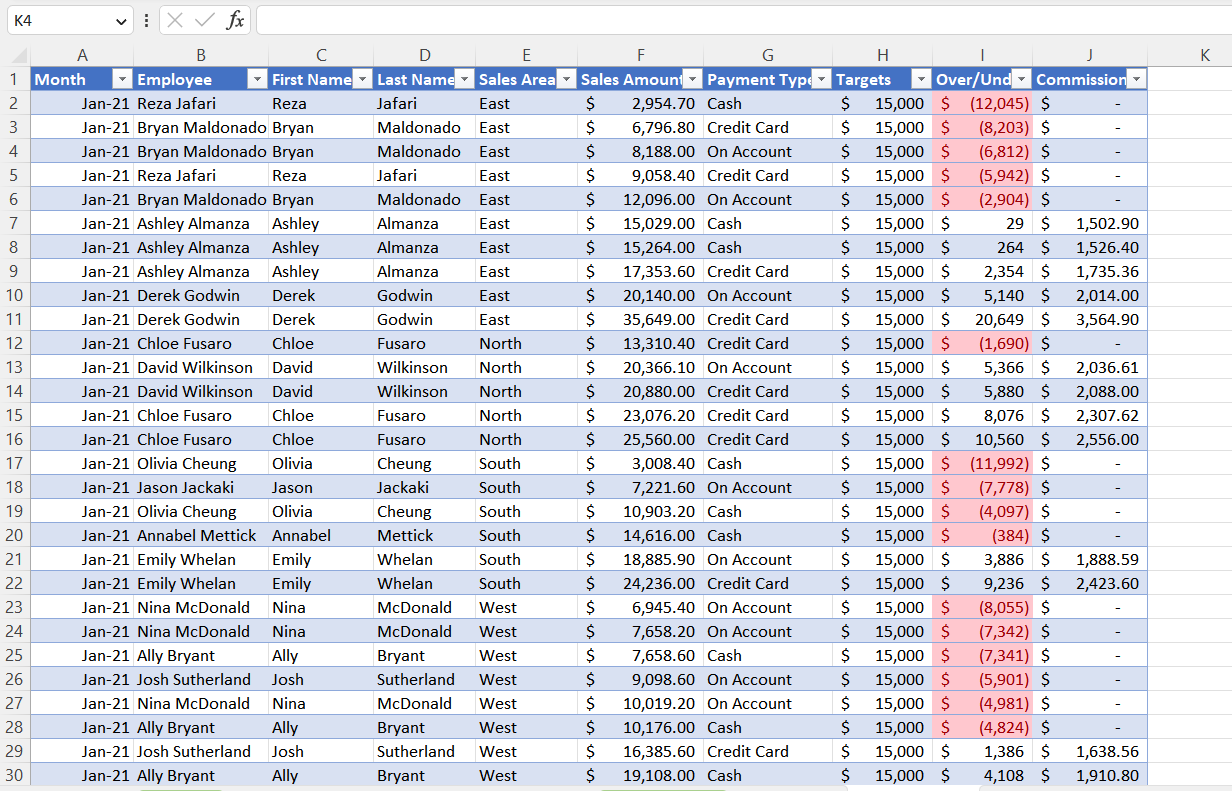 K4 fx
A B C D E F G H I J K
1 Month Employee First Name Last Name Sales Area Sales Amount Payment Type Targets Over/Und Commission
2 Jan-21 Reza Jafari Reza Jafari East $ 2,954.70 Cash $ 15,000 $ (12,045) $ -
3 Jan-21 Bryan Maldonado Bryan Maldonado East $ 6,796.80 Credit Card $ 15,000 $ (8,203) $ -
4 Jan-21 Bryan Maldonado Bryan Maldonado East $ 8,188.00 On Account $ 15,000 $ (6,812) $ -
5 Jan-21 Reza Jafari Reza Jafari East $ 9,058.40 Credit Card $ 15,000 $ (5,942) $ -
6 Jan-21 Bryan Maldonado Bryan Maldonado East $ 12,096.00 On Account $ 15,000 $ (2,904) $ -
7 Jan-21 Ashley Almanza Ashley Almanza East $ 15,029.00 Cash $ 15,000 $ 29 $ 1,502.90
8 Jan-21 Ashley Almanza Ashley Almanza East $ 15,264.00 Cash $ 15,000 $ 264 $ 1,526.40
9 Jan-21 Ashley Almanza Ashley Almanza East $ 17,353.60 Credit Card $ 15,000 $ 2,354 $ 1,735.36
10 Jan-21 Derek Godwin Derek Godwin East $ 20,140.00 On Account $ 15,000 $ 5,140 $ 2,014.00
11 Jan-21 Derek Godwin Derek Godwin East $ 35,649.00 Credit Card $ 15,000 $ 20,649 $ 3,564.90
12 Jan-21 Chloe Fusaro Chloe Fusaro North $ 13,310.40 Credit Card $ 15,000 $ (1,690) $ -
13 Jan-21 David Wilkinson David Wilkinson North $ 20,366.10 On Account $ 15,000 $ 5,366 $ 2,036.61
14 Jan-21 David Wilkinson David Wilkinson North $ 20,880.00 Credit Card $ 15,000 $ 5,880 $ 2,088.00
15 Jan-21 Chloe Fusaro Chloe Fusaro North $ 23,076.20 Credit Card $ 15,000 $ 8,076 $ 2,307.62
16 Jan-21 Chloe Fusaro Chloe Fusaro North $ 25,560.00 Credit Card $ 15,000 $ 10,560 $ 2,556.00
17 Jan-21 Olivia Cheung Olivia Cheung South $ 3,008.40 Cash $ 15,000 $ (11,992) $ -
18 Jan-21 Jason Jackaki Jason Jackaki South $ 7,221.60 On Account $ 15,000 $ (7,778) $ -
19 Jan-21 Olivia Cheung Olivia Cheung South $ 10,903.20 Cash $ 15,000 $ (4,097) $ -
20 Jan-21 Annabel Mettick Annabel Mettick South $ 14,616.00 Cash $ 15,000 $ (384) $ -
21 Jan-21 Emily Whelan Emily Whelan South $ 18,885.90 On Account $ 15,000 $ 3,886 $ 1,888.59
22 Jan-21 Emily Whelan Emily Whelan South $ 24,236.00 Credit Card $ 15,000 $ 9,236 $ 2,423.60
23 Jan-21 Nina McDonald Nina McDonald West $ 6,945.40 On Account $ 15,000 $ (8,055) $ -
24 Jan-21 Nina McDonald Nina McDonald West $ 7,658.20 On Account $ 15,000 $ (7,342) $ -
25 Jan-21 Ally Bryant Ally Bryant West $ 7,658.60 Cash $ 15,000 $ (7,341) $ -
26 Jan-21 Josh Sutherland Josh Sutherland West $ 9,098.60 On Account $ 15,000 $ (5,901) $ -
27 Jan-21 Nina McDonald Nina McDonald West $ 10,019.20 On Account $ 15,000 $ (4,981) $ -
28 Jan-21 Ally Bryant Ally Bryant West $ 10,176.00 Cash $ 15,000 $ (4,824) $ -
29 Jan-21 Josh Sutherland Josh Sutherland West $ 16,385.60 Credit Card $ 15,000 $ 1,386 $ 1,638.56
30 Jan-21 Ally Bryant Ally Bryant West $ 19,108.00 Cash $ 15,000 $ 4,108 $ 1,910.80